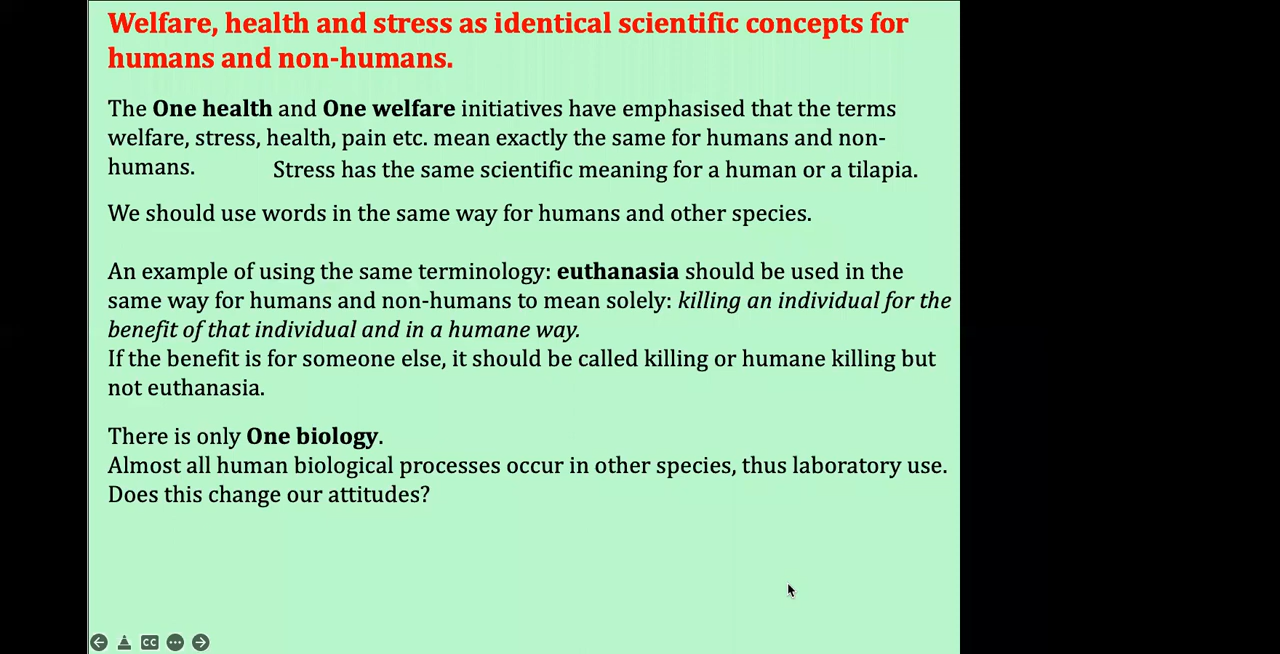 Welfare, health and stress as identical scientific concepts for
humans and non-humans.
The One health and One welfare initiatives have emphasised that the terms
welfare, stress, health, pain etc. mean exactly the same for humans and non-
humans. Stress has the same scientific meaning for a human or a tilapia.
We should use words in the same way for humans and other species.
An example of using the same terminology: euthanasia should be used in the
same way for humans and non-humans to mean solely: killing an individual for the
benefit of that individual and in a humane way.
If the benefit is for someone else, it should be called killing or humane killing but
not euthanasia.
There is only One biology.
Almost all human biological processes occur in other species, thus laboratory use.
Does this change our attitudes?
CC